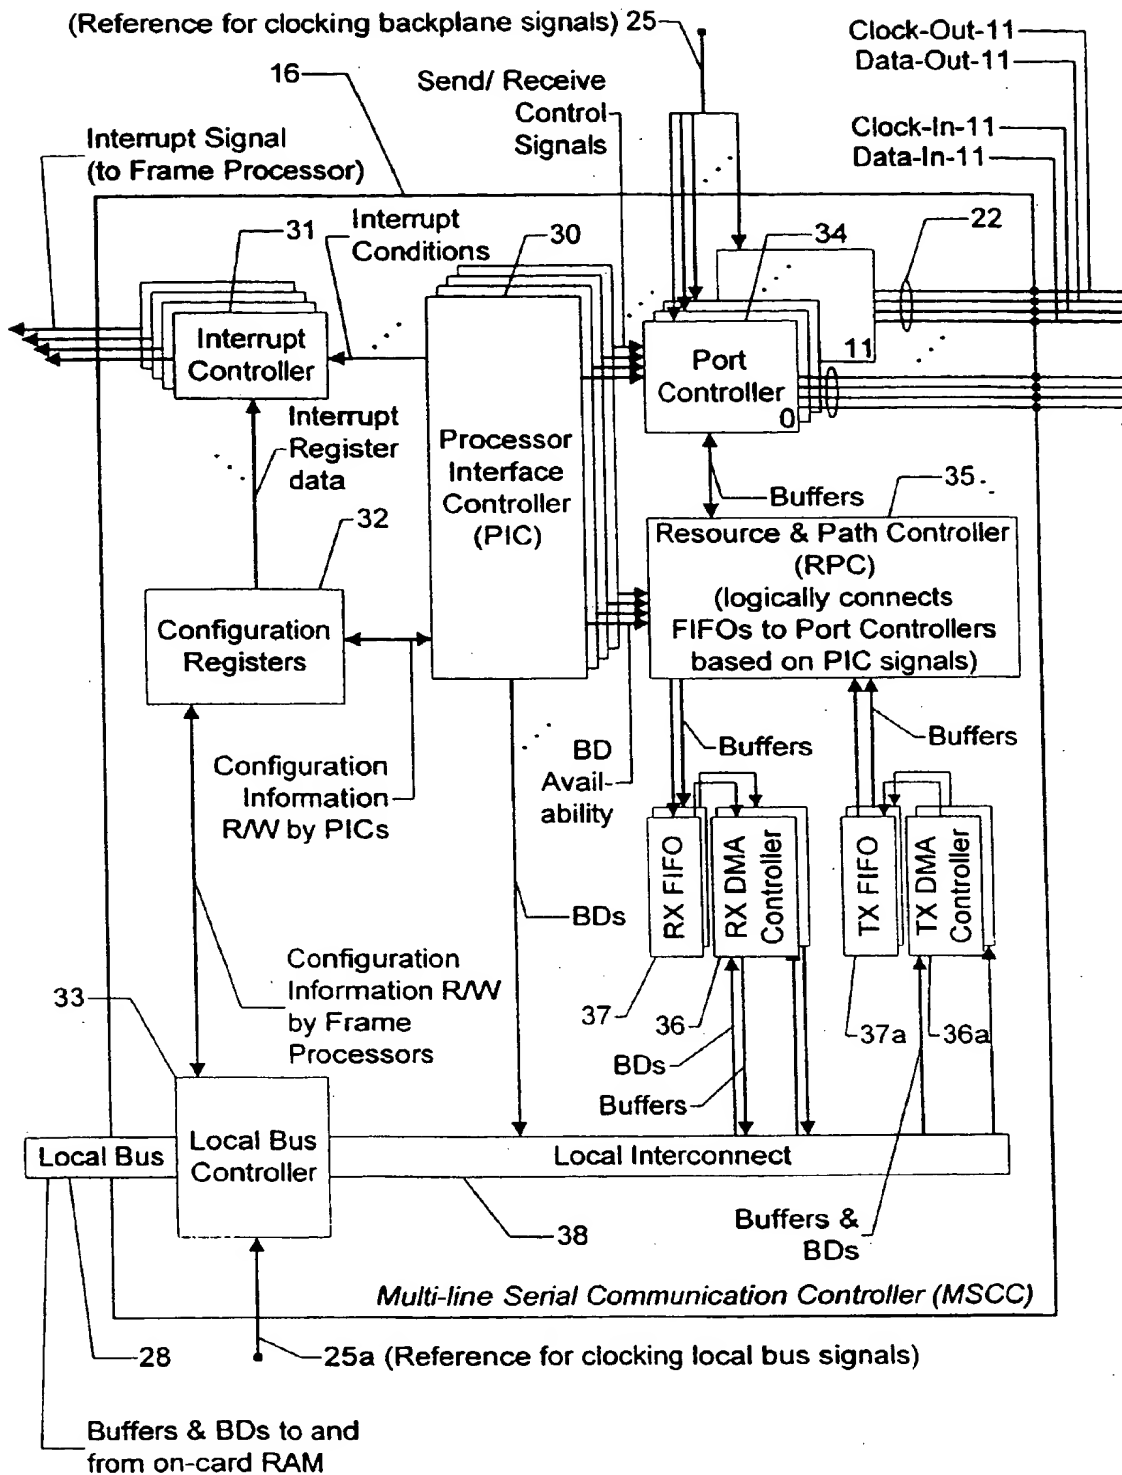 (Reference for clocking backplane signals) 25
Clock-Out-11
Data-Out-11
16
Send/ Receive
Control
Signals
Clock-In-11
Data-In-11
Interrupt Signal
(to Frame Processor)
31
Interrupt
Conditions
30
34
22
Interrupt
Controller
Port
Controller
11
0
Interrupt
Register
data
Processor
Interface
Controller
(PIC)
Buffers
35
32
Resource & Path Controller
(RPC)
(logically connects
FIFOs to Port Controllers
based on PIC signals)
Configuration
Registers
Configuration
Information
R/W by PICs
BD
Avail-
ability
Buffers
Buffers
RX FIFO
RX DMA
Controller
TX FIFO
TX DMA
Controller
BDs
Configuration
Information R/W
by Frame
Processors
33
37
36
37a
36a
BDs
Buffers
Local Bus
Local Bus
Controller
Local Interconnect
38
Buffers &
BDs
Multi-line Serial Communication Controller (MSCC)
28
25a (Reference for clocking local bus signals)
Buffers & BDs to and
from on-card RAM